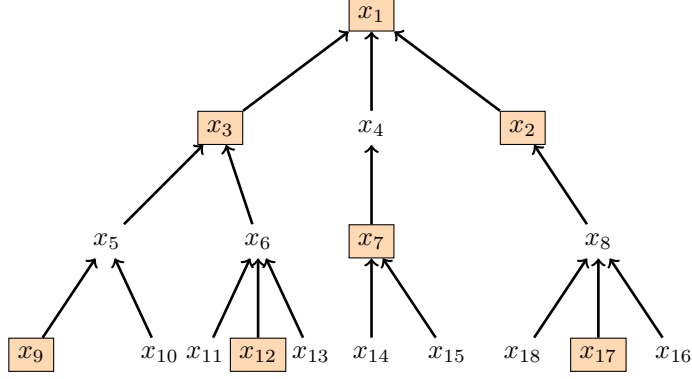 x₁
x₃ x₄ x₂
x₅ x₆ x₇ x₈
x₉ x₁₀ x₁₁ x₁₂ x₁₃ x₁₄ x₁₅ x₁₈ x₁₇ x₁₆